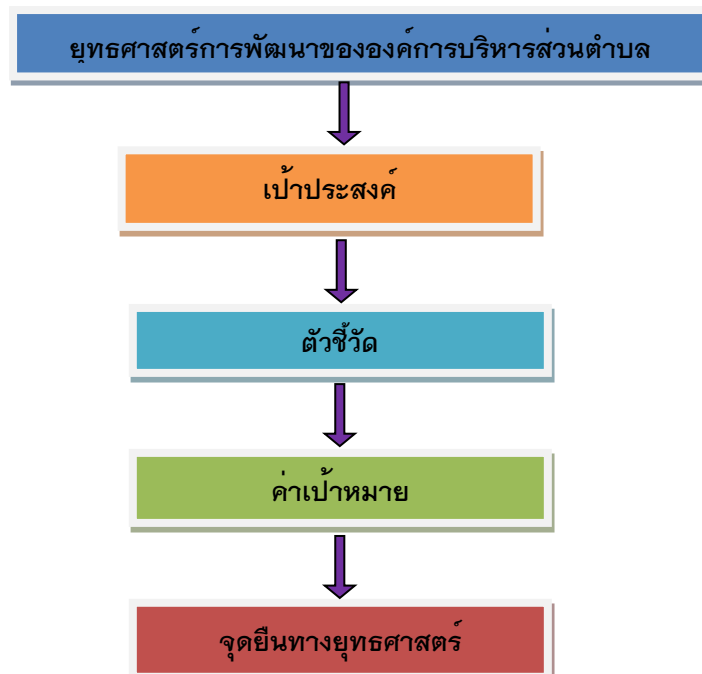 ยุทธศาสตร์การพัฒนาขององค์การบริหารส่วนตำบล
เป้าประสงค์
ตัวชี้วัด
ค่าเป้าหมาย
จุดยืนทางยุทธศาสตร์